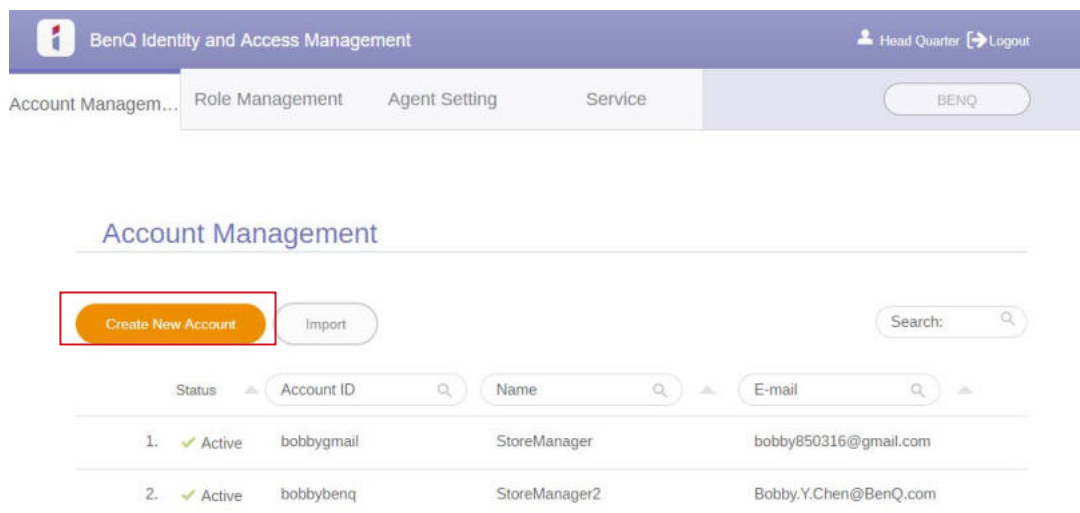 BenQ Identity and Access Management Head Quarter Logout
Account Managem... Role Management Agent Setting Service BENQ
Account Management
Create New Account Import Search:
Status Account ID Name E-mail
1. Active bobbygmail StoreManager bobby850316@gmail.com
2. Active bobbybenq StoreManager2 Bobby.Y.Chen@BenQ.com